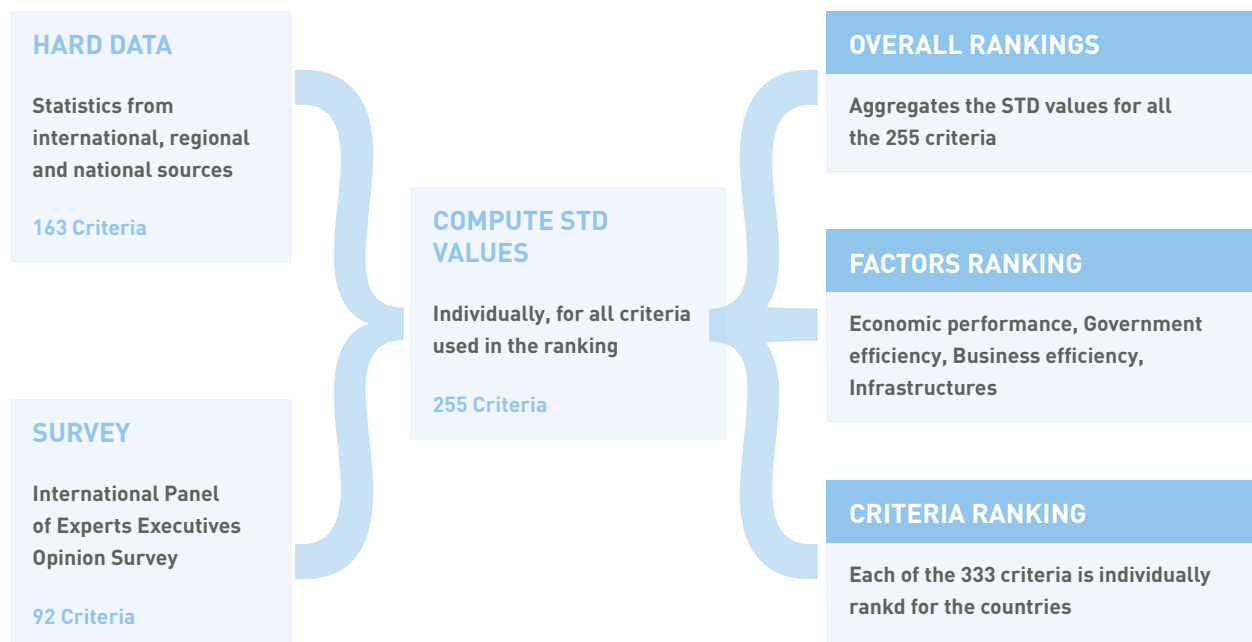 HARD DATA
Statistics from
international, regional
and national sources
163 Criteria
SURVEY
International Panel
of Experts Executives
Opinion Survey
92 Criteria
COMPUTE STD
VALUES
Individually, for all criteria
used in the ranking
255 Criteria
OVERALL RANKINGS
Aggregates the STD values for all
the 255 criteria
FACTORS RANKING
Economic performance, Government
efficiency, Business efficiency,
Infrastructures
CRITERIA RANKING
Each of the 333 criteria is individually
rankd for the countries